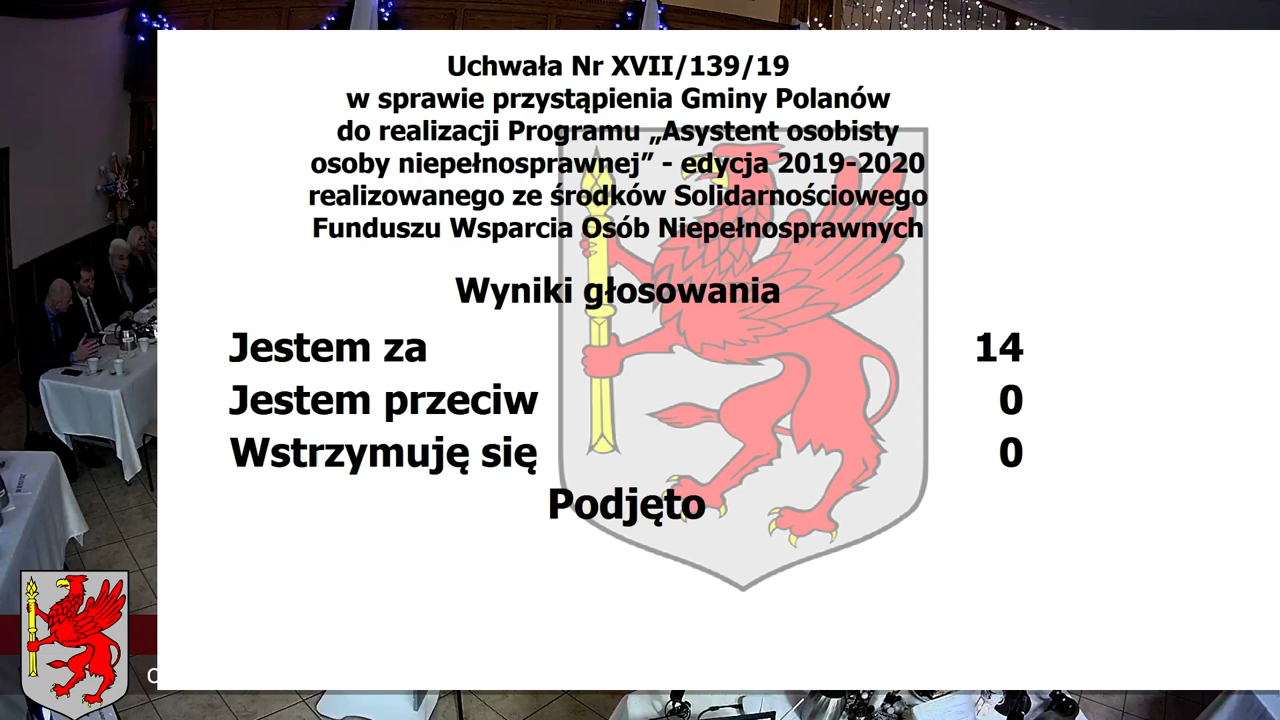 Uchwała Nr XVII/139/19
w sprawie przystąpienia Gminy Polanów
do realizacji Programu „Asystent osobisty
osoby niepełnosprawnej” - edycja 2019-2020
realizowanego ze środków Solidarnościowego
Funduszu Wsparcia Osób Niepełnosprawnych
Wyniki głosowania
Jestem za 14
Jestem przeciw 0
Wstrzymuję się 0
Podjęto